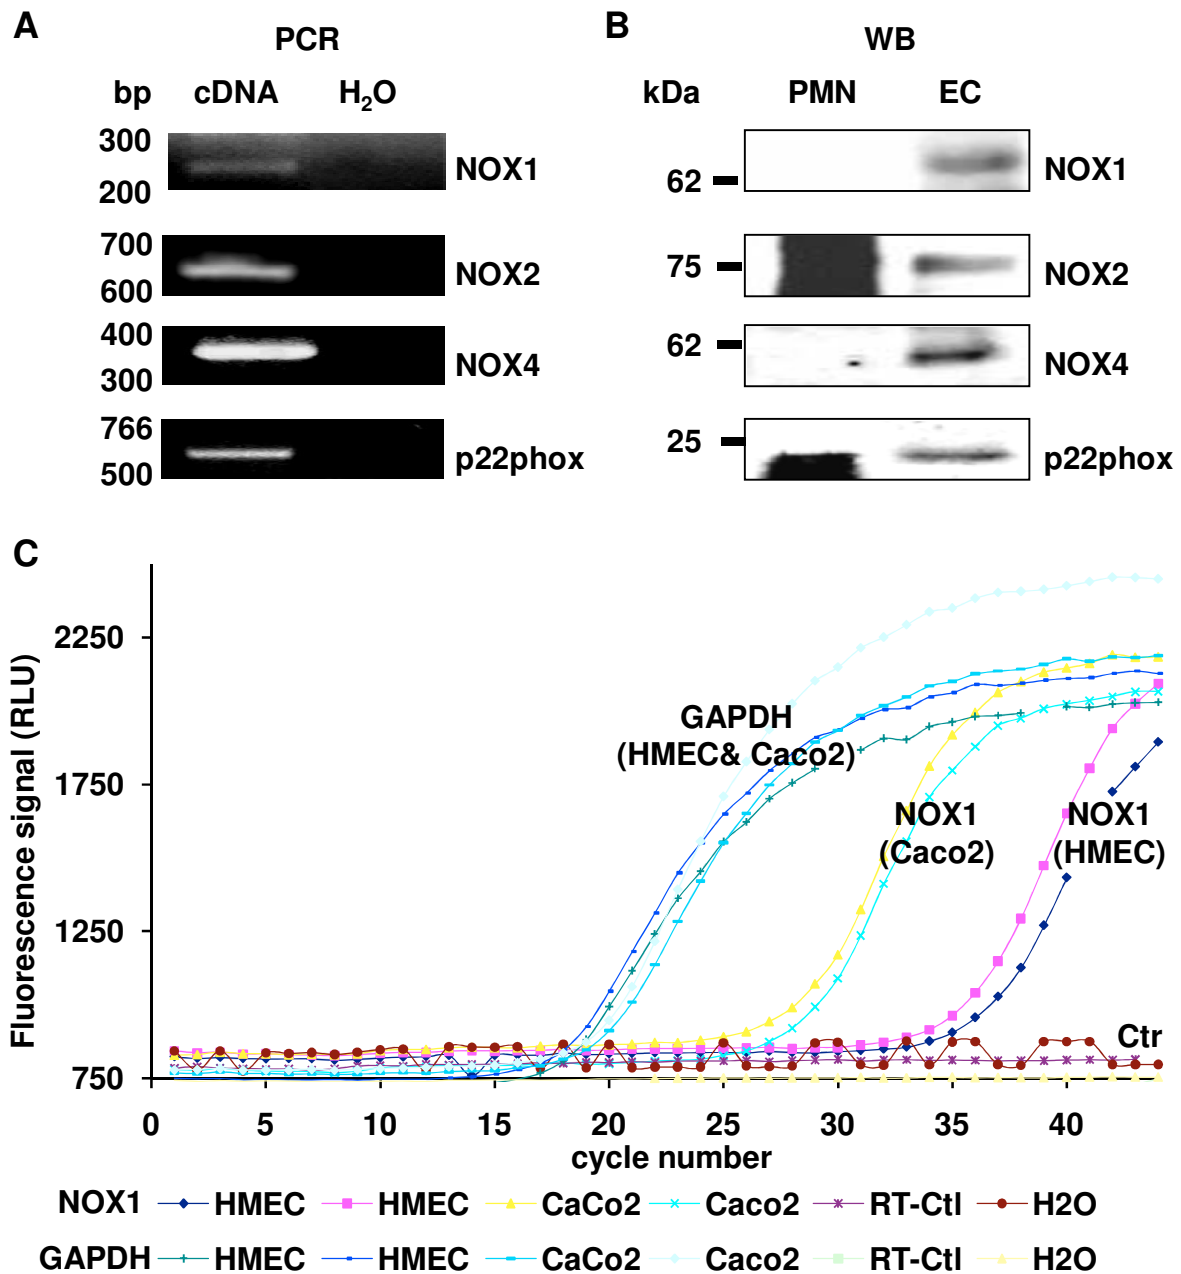 A
PCR
bp cDNA H2O
300
200
NOX1
700
600
NOX2
400
300
NOX4
766
500
p22phox
B
WB
kDa PMN EC
62
NOX1
75
NOX2
62
NOX4
25
p22phox
C
Fluorescence signal (RLU)
2250
1750
1250
750
GAPDH
(HMEC& Caco2)
NOX1
(Caco2)
NOX1
(HMEC)
Ctr
0 5 10 15 20 25 30 35 40
cycle number
NOX1 HMEC HMEC CaCo2 Caco2 RT-Ctl H2O
GAPDH HMEC HMEC CaCo2 Caco2 RT-Ctl H2O